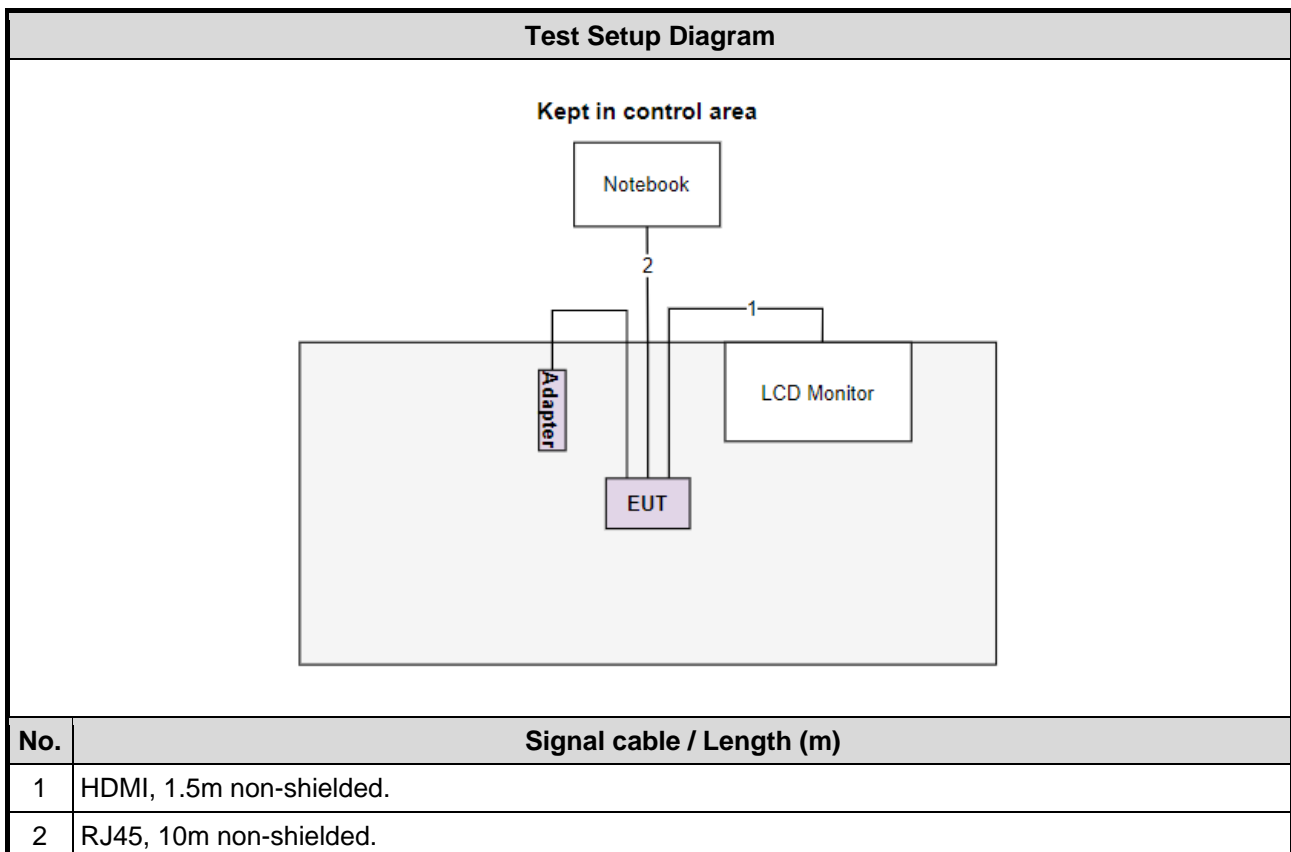 Test Setup Diagram
Kept in control area
Notebook
2
1
Adapter
LCD Monitor
EUT
No. Signal cable / Length (m)
1 HDMI, 1.5m non-shielded.
2 RJ45, 10m non-shielded.